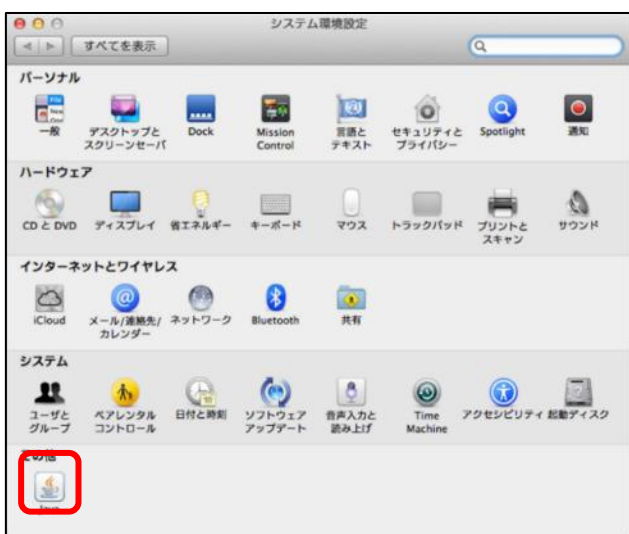 システム環境設定
すべてを表示
パーソナル
一般
デスクトップと
スクリーンセーバ
Dock
Mission
Control
言語と
テキスト
セキュリティと
プライバシー
Spotlight
通知
ハードウェア
CD と DVD
ディスプレイ
省エネルギー
キーボード
マウス
トラックパッド
プリントと
スキャン
サウンド
インターネットとワイヤレス
iCloud
メール/連絡先/
カレンダー
ネットワーク
Bluetooth
共有
システム
ユーザと
グループ
ペアレンタル
コントロール
日付と時刻
ソフトウェア
アップデート
音声入力と
読み上げ
Time
Machine
アクセシビリティ
起動ディスク
その他
Java